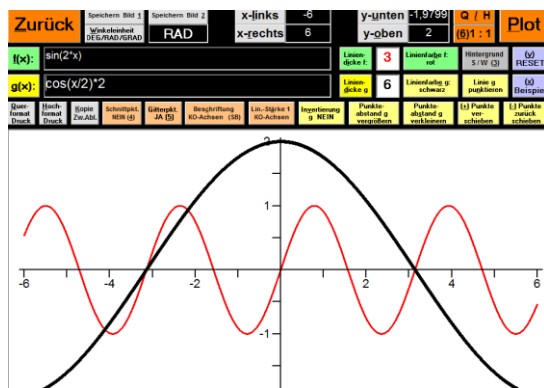 Zurück Speichern Bild 1 Speichern Bild 2 x-links -6 y-unten -1,9799 Q / H Plot
Winkeleinheit DEG/RAD/GRAD RAD x-rechts 6 y-oben 2 (6)1 : 1
f(x): sin(2*x) Linien-dicke f: 3 Linienfarbe f: rot Hintergrund S / W (3) (y) RESET
g(x): cos(x/2)*2 Linien-dicke g 6 Linienfarbe g: schwarz Linie g punktieren (x) Beispiel
Quer-format Druck Hoch-format Druck Kopie Zw.Abl. Schnittpkt. NEIN (4) Gitterpkt. JA (5) Beschriftung KO-Achsen (SB) Lin.-Stärke 1 KO-Achsen Invertierung g NEIN Punkte-abstand g vergrößern Punkte-abstand g verkleinern (+) Punkte ver-schieben (-) Punkte zurück schieben
2
1
-6 -4 -2 2 4 6
-1